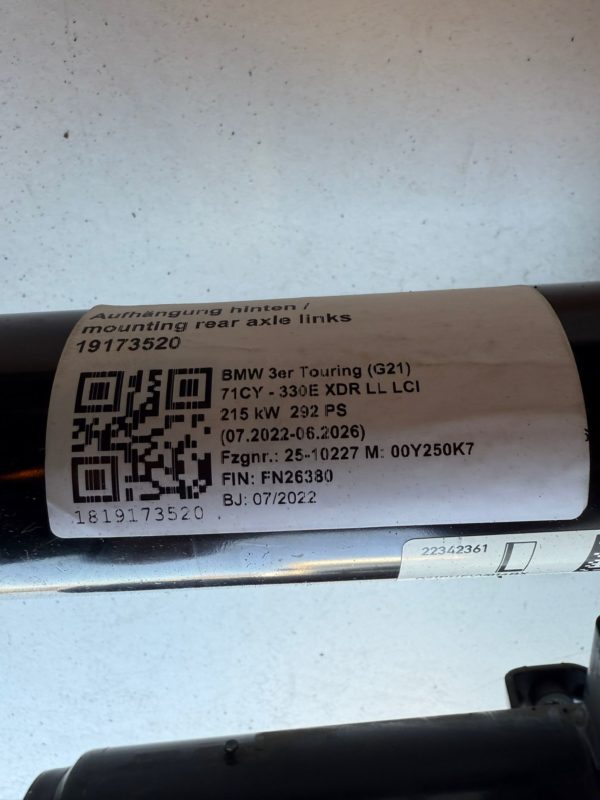 Aufhängung hinten /
mounting rear axle links
19173520
BMW 3er Touring (G21)
71CY - 330E XDR LL LCI
215 kW 292 PS
(07.2022-06.2026)
Fzgnr.: 25-10227 M: 00Y250K7
FIN: FN26380
BJ: 07/2022
1819173520
22342361